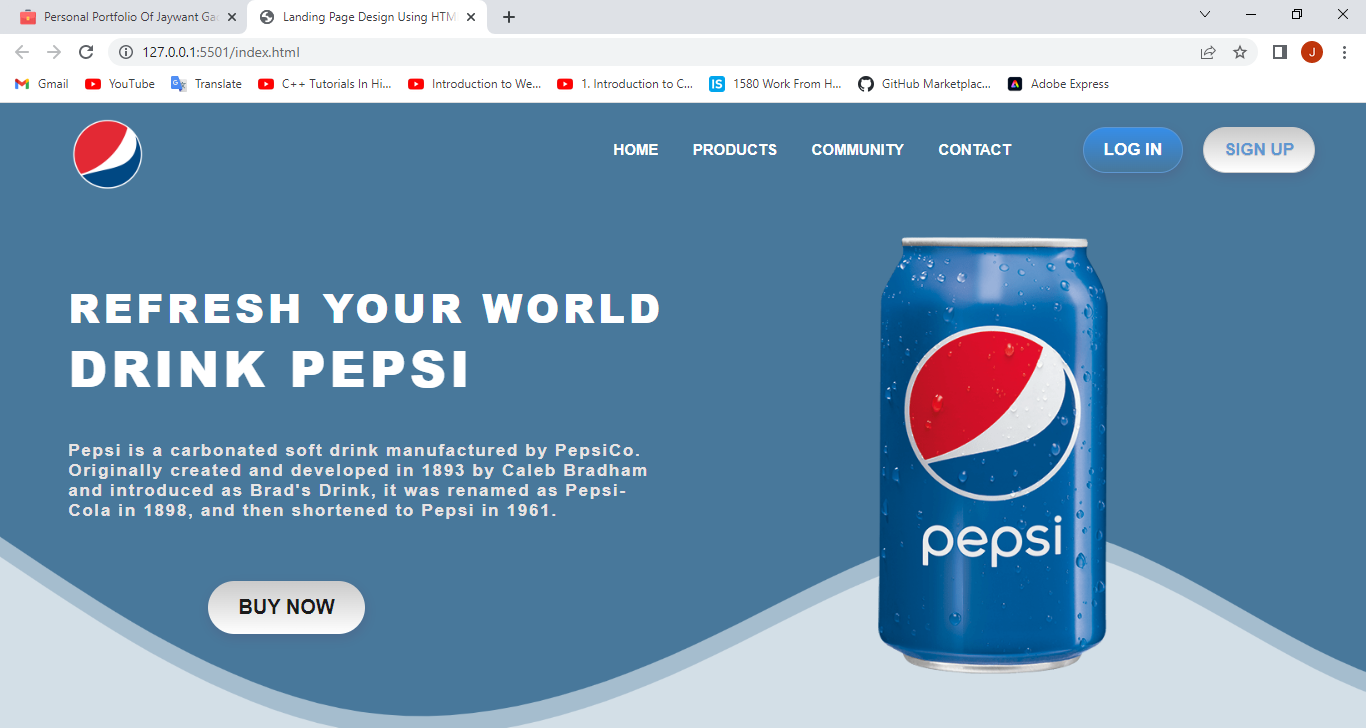 Personal Portfolio Of Jaywant Ga
Landing Page Design Using HTM
127.0.0.1:5501/index.html
J
Gmail
YouTube
Translate
C++ Tutorials In Hi...
Introduction to We...
1. Introduction to C...
IS
1580 Work From H...
GitHub Marketplac...
Adobe Express
HOME
PRODUCTS
COMMUNITY
CONTACT
LOG IN
SIGN UP
REFRESH YOUR WORLD
DRINK PEPSI
Pepsi is a carbonated soft drink manufactured by PepsiCo.
Originally created and developed in 1893 by Caleb Bradham
and introduced as Brad's Drink, it was renamed as Pepsi-
Cola in 1898, and then shortened to Pepsi in 1961.
BUY NOW
pepsi